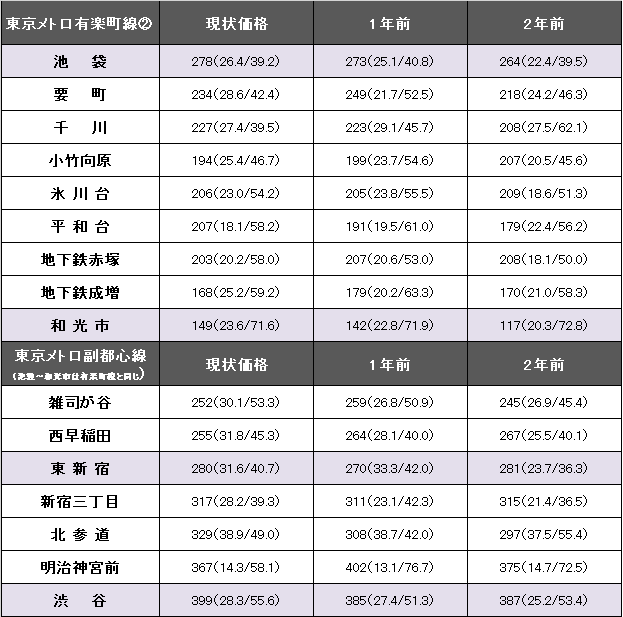 東京メトロ有楽町線② 現状価格 1年前 2年前
池 袋 278(26.4/39.2) 273(25.1/40.8) 264(22.4/39.5)
要 町 234(28.6/42.4) 249(21.7/52.5) 218(24.2/46.3)
千 川 227(27.4/39.5) 223(29.1/45.7) 208(27.5/62.1)
小竹向原 194(25.4/46.7) 199(23.7/54.6) 207(20.5/45.6)
氷 川 台 206(23.0/54.2) 205(23.8/55.5) 209(18.6/51.3)
平 和 台 207(18.1/58.2) 191(19.5/61.0) 179(22.4/56.2)
地下鉄赤塚 203(20.2/58.0) 207(20.6/53.0) 208(18.1/50.0)
地下鉄成増 168(25.2/59.2) 179(20.2/63.3) 170(21.0/58.3)
和 光 市 149(23.6/71.6) 142(22.8/71.9) 117(20.3/72.8)
東京メトロ副都心線 現状価格 1年前 2年前
(池袋～和光市は有楽町線と同じ)
雑司が谷 252(30.1/53.3) 259(26.8/50.9) 245(26.9/45.4)
西早稲田 255(31.8/45.3) 264(28.1/40.0) 267(25.5/40.1)
東 新 宿 280(31.6/40.7) 270(33.3/42.0) 281(23.7/36.3)
新宿三丁目 317(28.2/39.3) 311(23.1/42.3) 315(21.4/36.5)
北 参 道 329(38.9/49.0) 308(38.7/42.0) 297(37.5/55.4)
明治神宮前 367(14.3/58.1) 402(13.1/76.7) 375(14.7/72.5)
渋 谷 399(28.3/55.6) 385(27.4/51.3) 387(25.2/53.4)